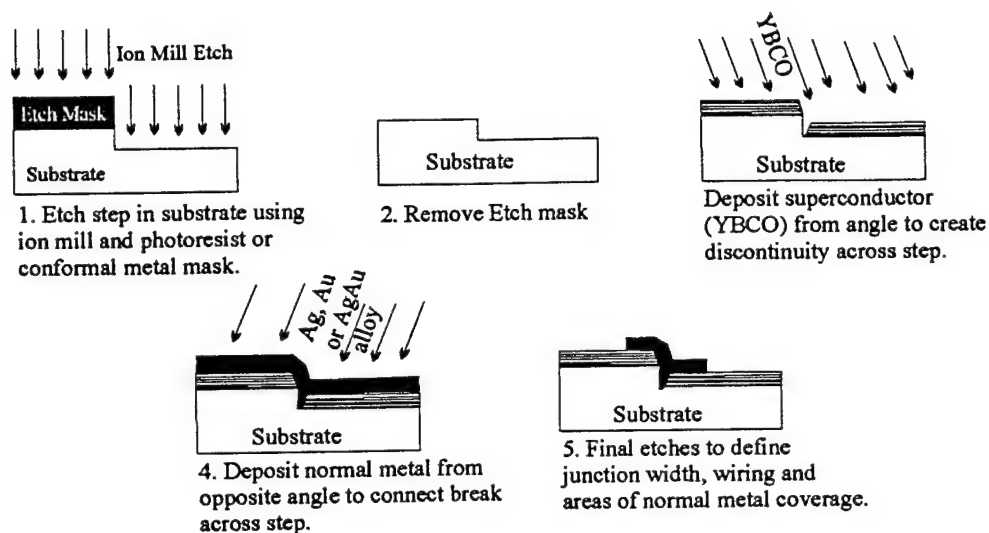 Ion Mill Etch
Etch Mask
Substrate
1. Etch step in substrate using
ion mill and photoresist or
conformal metal mask.
Substrate
2. Remove Etch mask
YBCO
Substrate
Deposit superconductor
(YBCO) from angle to create
discontinuity across step.
Ag, Au
or AgAu
alloy
Substrate
4. Deposit normal metal from
opposite angle to connect break
across step.
Substrate
5. Final etches to define
junction width, wiring and
areas of normal metal coverage.